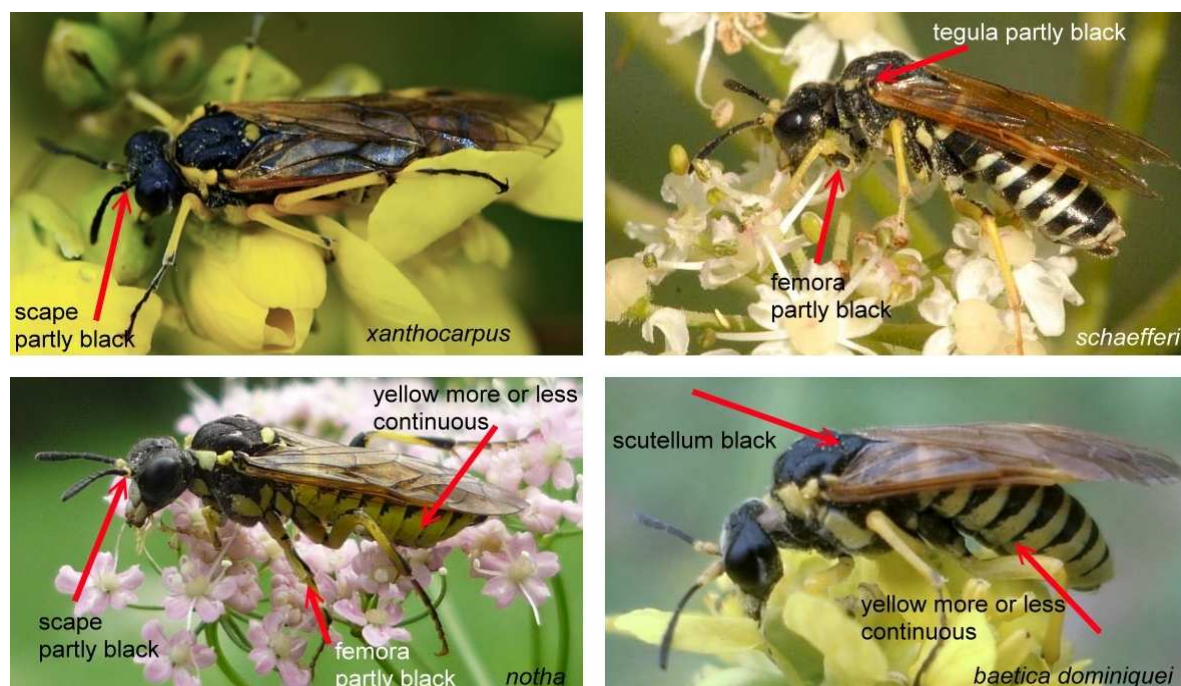 scape
partly black
xanthocarpus
tegula partly black
femora
partly black
schaefferi
yellow more or less
continuous
scape
partly black
femora
partly black
notha
scutellum black
yellow more or less
continuous
baetica dominiquei